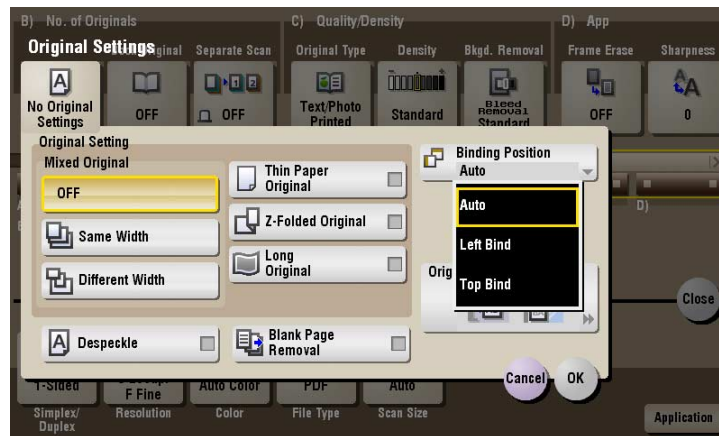 B) No. of Originals
C) Quality/Density
D) App
Original Settings
Original
Separate Scan
Original Type
Density
Bkgd. Removal
Frame Erase
Sharpness
No Original
Settings
OFF
OFF
Text/Photo
Printed
Standard
Bleed
Removal
Standard
OFF
0
Original Setting
Mixed Original
OFF
Same Width
Different Width
Thin Paper
Original
Z-Folded Original
Long
Original
Binding Position
Auto
Auto
Left Bind
Top Bind
Orig
D)
Close
Despeckle
Blank Page
Removal
Cancel
OK
1-Sided
F Fine
Auto Color
PDF
Auto
Simplex/
Duplex
Resolution
Color
File Type
Scan Size
Application